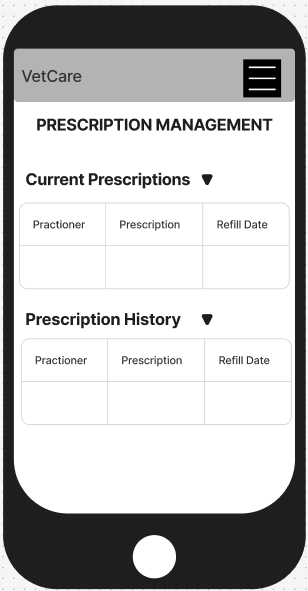 VetCare
PRESCRIPTION MANAGEMENT
Current Prescriptions
Practioner Prescription Refill Date
Prescription History
Practioner Prescription Refill Date